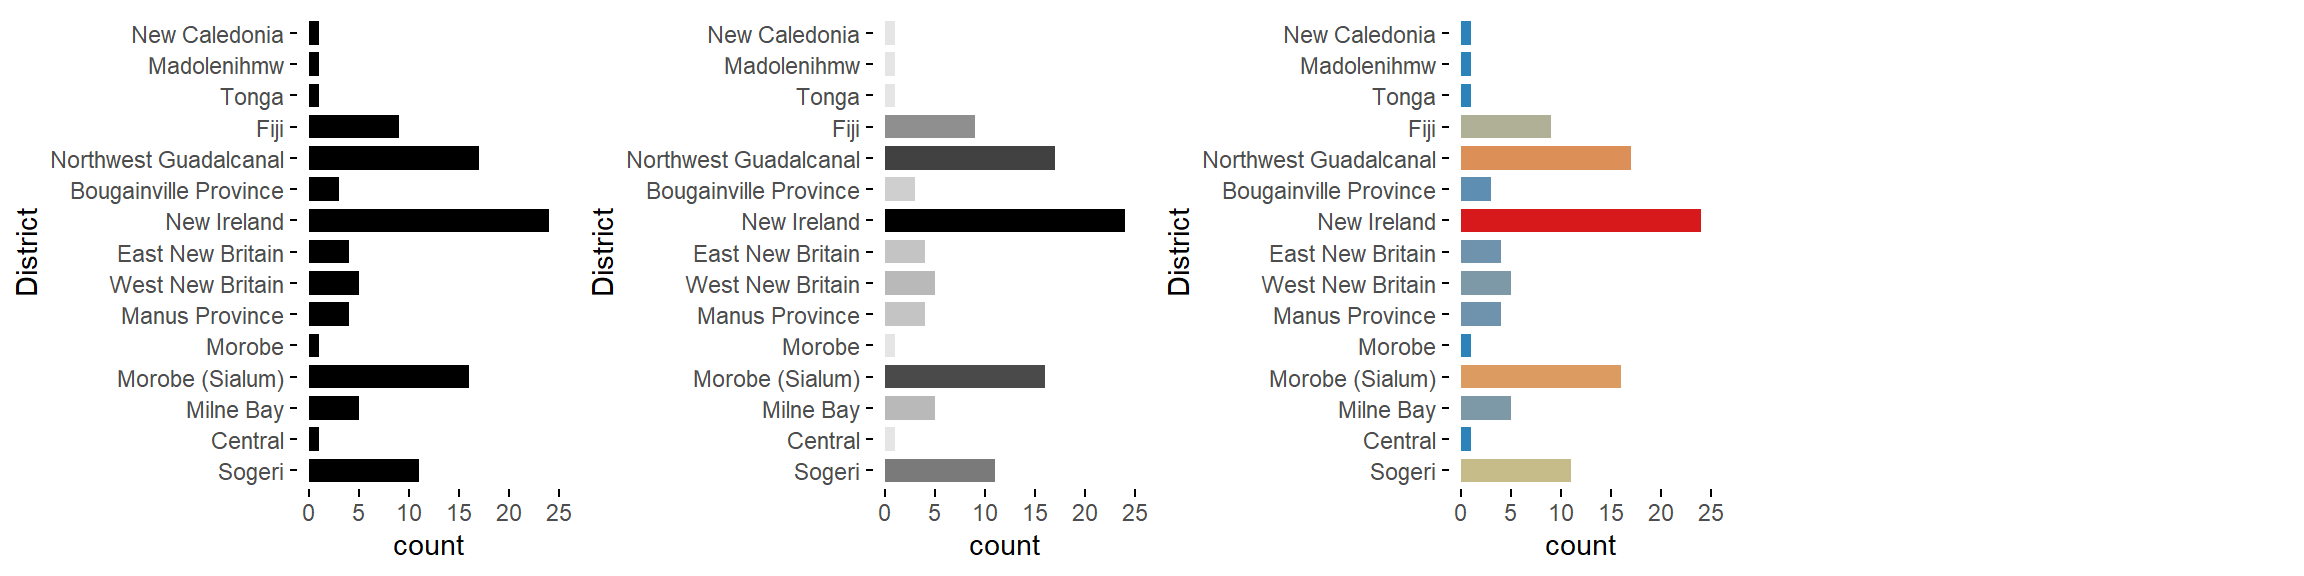 District
New Caledonia
Madolenihmw
Tonga
Fiji
Northwest Guadalcanal
Bougainville Province
New Ireland
East New Britain
West New Britain
Manus Province
Morobe
Morobe (Sialum)
Milne Bay
Central
Sogeri
0 5 10 15 20 25
count
District
New Caledonia
Madolenihmw
Tonga
Fiji
Northwest Guadalcanal
Bougainville Province
New Ireland
East New Britain
West New Britain
Manus Province
Morobe
Morobe (Sialum)
Milne Bay
Central
Sogeri
0 5 10 15 20 25
count
District
New Caledonia
Madolenihmw
Tonga
Fiji
Northwest Guadalcanal
Bougainville Province
New Ireland
East New Britain
West New Britain
Manus Province
Morobe
Morobe (Sialum)
Milne Bay
Central
Sogeri
0 5 10 15 20 25
count